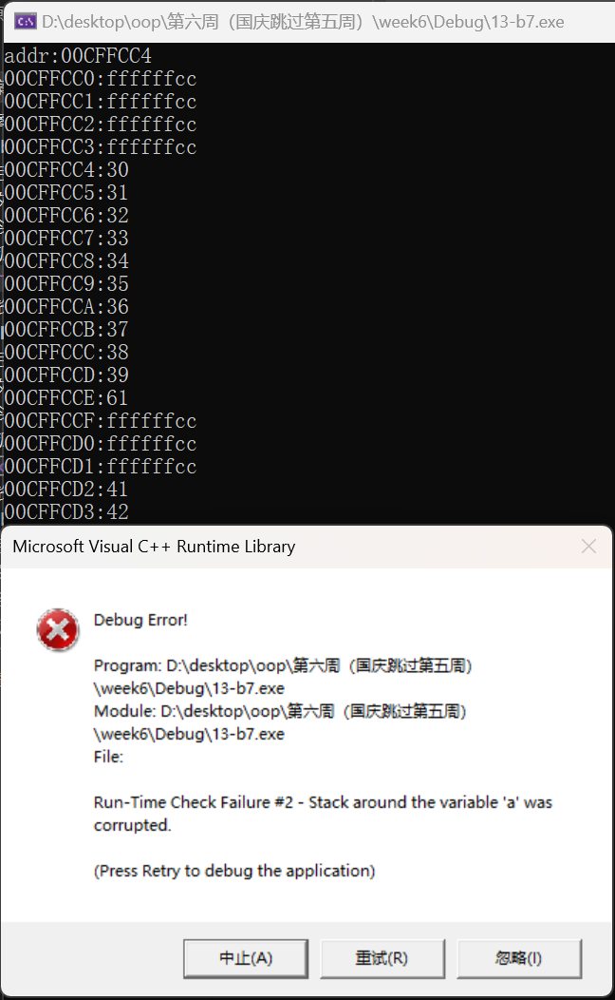 D:\desktop\oop\第六周（国庆跳过第五周）\week6\Debug\13-b7.exe
addr:00CFFCC4
00CFFCC0:ffffffcc
00CFFCC1:ffffffcc
00CFFCC2:ffffffcc
00CFFCC3:ffffffcc
00CFFCC4:30
00CFFCC5:31
00CFFCC6:32
00CFFCC7:33
00CFFCC8:34
00CFFCC9:35
00CFFCCA:36
00CFFCCB:37
00CFFCCC:38
00CFFCCD:39
00CFFCCE:61
00CFFCCF:ffffffcc
00CFFCD0:ffffffcc
00CFFCD1:ffffffcc
00CFFCD2:41
00CFFCD3:42
Microsoft Visual C++ Runtime Library
Debug Error!
Program: D:\desktop\oop\第六周（国庆跳过第五周）
\week6\Debug\13-b7.exe
Module: D:\desktop\oop\第六周（国庆跳过第五周）
\week6\Debug\13-b7.exe
File:
Run-Time Check Failure #2 - Stack around the variable 'a' was
corrupted.
(Press Retry to debug the application)
中止(A) 重试(R) 忽略(I)